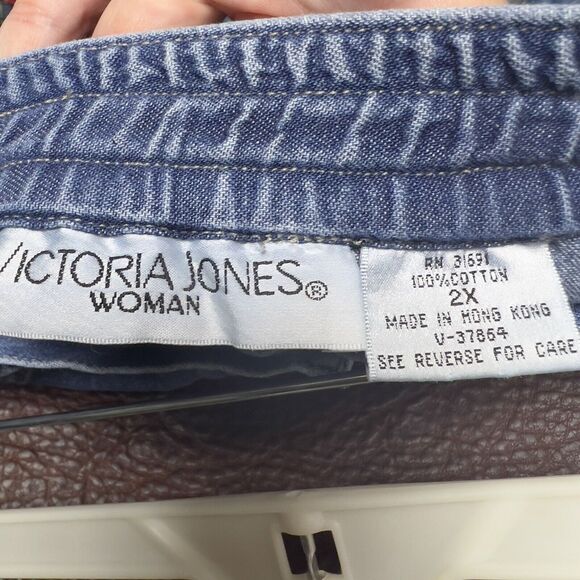 VICTORIA JONES®
WOMAN
RN 31691
100%COTTON
2X
MADE IN HONG KONG
V-37864
SEE REVERSE FOR CARE